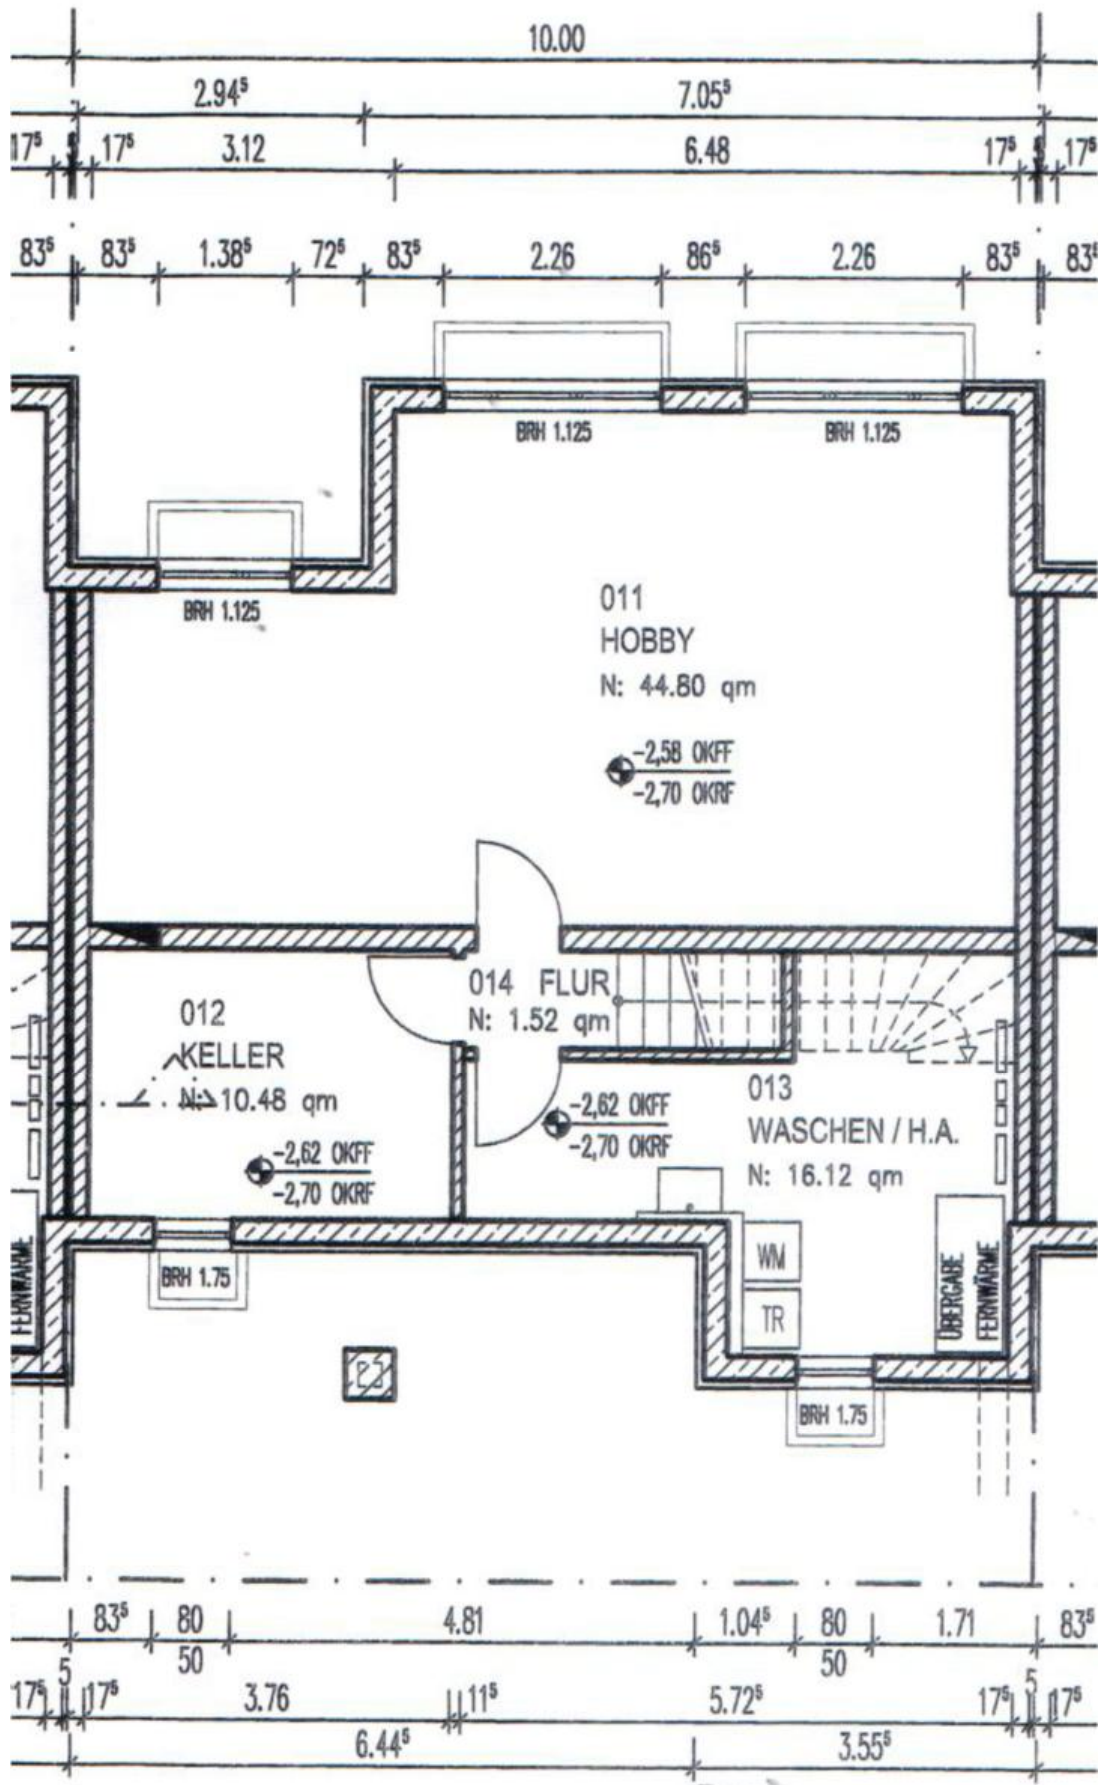 10.00
2.94⁵ 7.05⁵
17⁵ 5 17⁵ 3.12 6.48 17⁵ 5 17⁵
83⁵ 83⁵ 1.38⁵ 72⁵ 83⁵ 2.26 86⁵ 2.26 83⁵ 83⁵
BRH 1.125 BRH 1.125
BRH 1.125
011
HOBBY
N: 44.80 qm
-2,58 OKFF
-2,70 OKRF
014 FLUR
N: 1.52 qm
012
KELLER
N: 10.48 qm
-2,62 OKFF
-2,70 OKRF
-2,62 OKFF
-2,70 OKRF
013
WASCHEN / H.A.
N: 16.12 qm
FERNWÄRME
WM
TR
ÜBERGABE
FERNWÄRME
BRH 1.75
BRH 1.75
83⁵ 80 4.81 1.04⁵ 80 1.71 83⁵
50 50
17⁵ 5 17⁵ 3.76 11⁵ 5.72⁵ 17⁵ 5 17⁵
6.44⁵ 3.55⁵